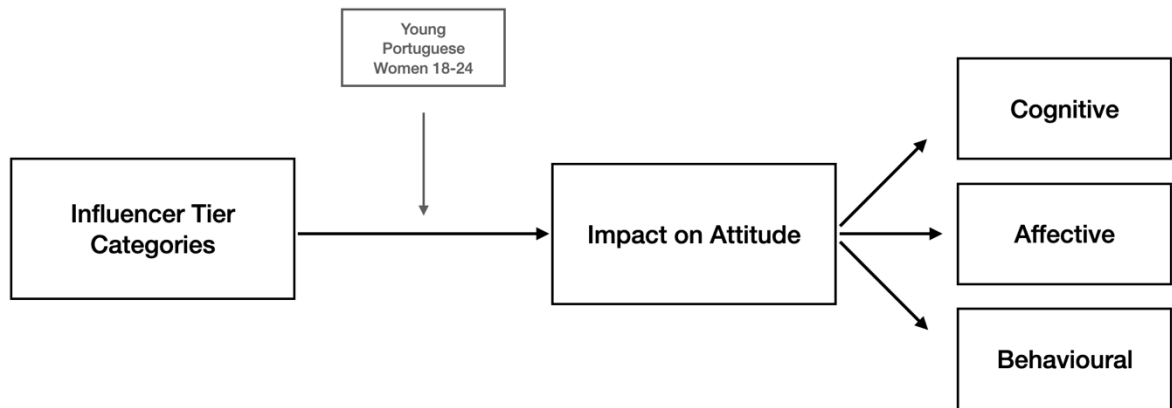 Young
Portuguese
Women 18-24
Influencer Tier
Categories
Impact on Attitude
Cognitive
Affective
Behavioural